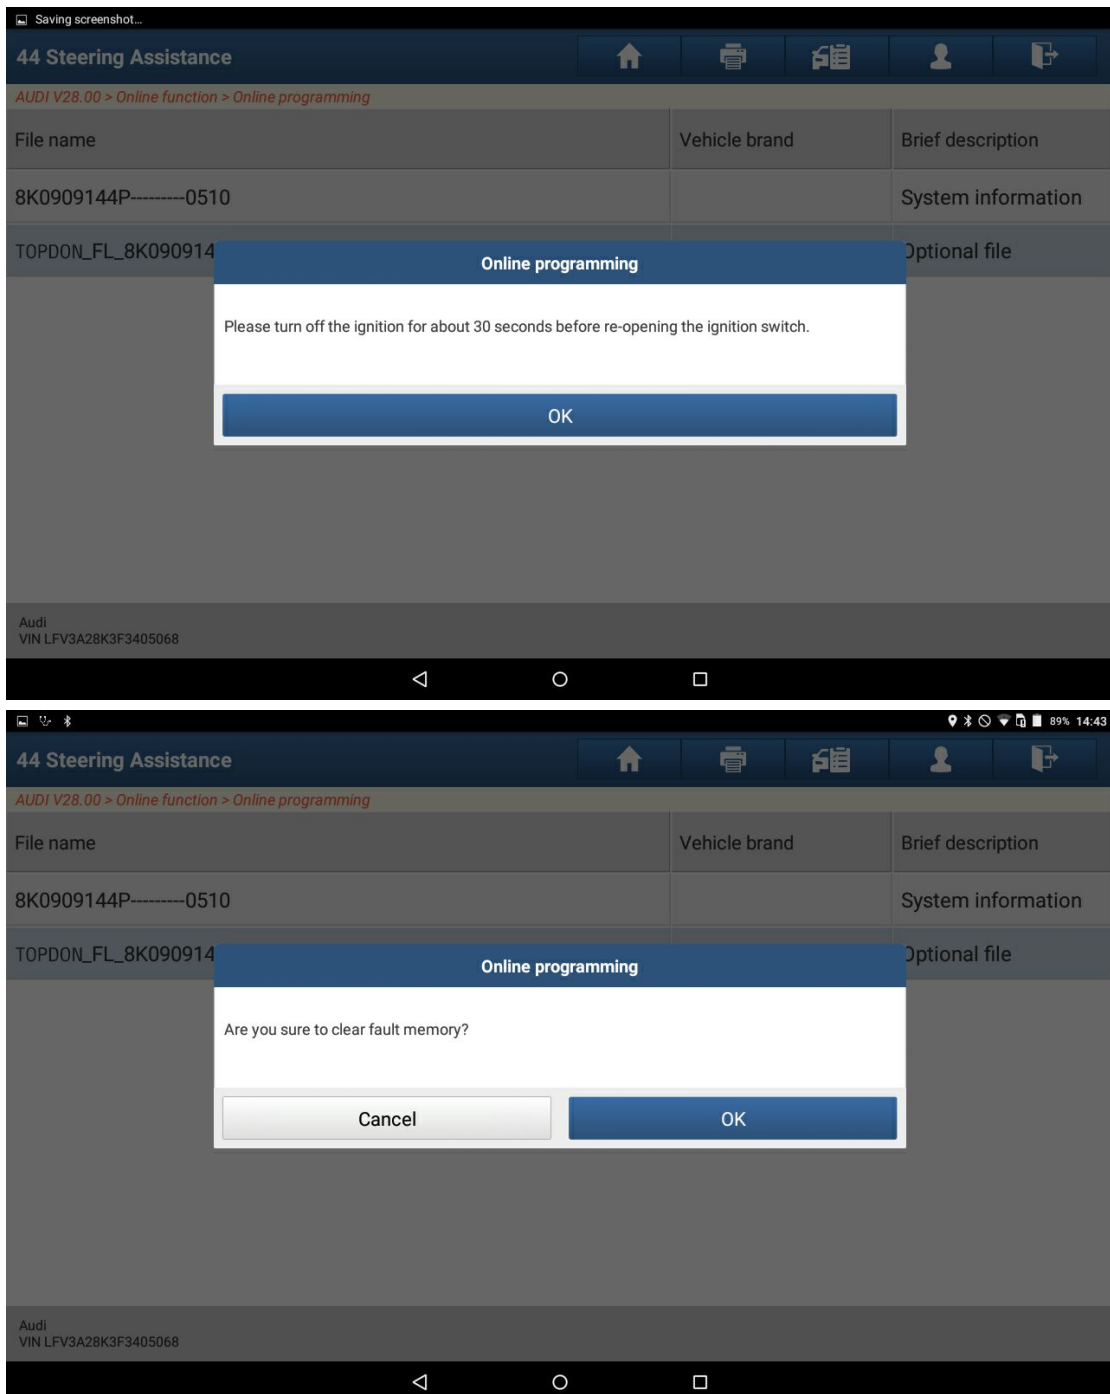 Saving screenshot...
44 Steering Assistance
AUDI V28.00 > Online function > Online programming
File name Vehicle brand Brief description
8K0909144P---------0510 System information
TOPDON_FL_8K090914 Optional file
Online programming
Please turn off the ignition for about 30 seconds before re-opening the ignition switch.
OK
Audi
VIN LFV3A28K3F3405068
89% 14:43
44 Steering Assistance
AUDI V28.00 > Online function > Online programming
File name Vehicle brand Brief description
8K0909144P---------0510 System information
TOPDON_FL_8K090914 Optional file
Online programming
Are you sure to clear fault memory?
Cancel OK
Audi
VIN LFV3A28K3F3405068